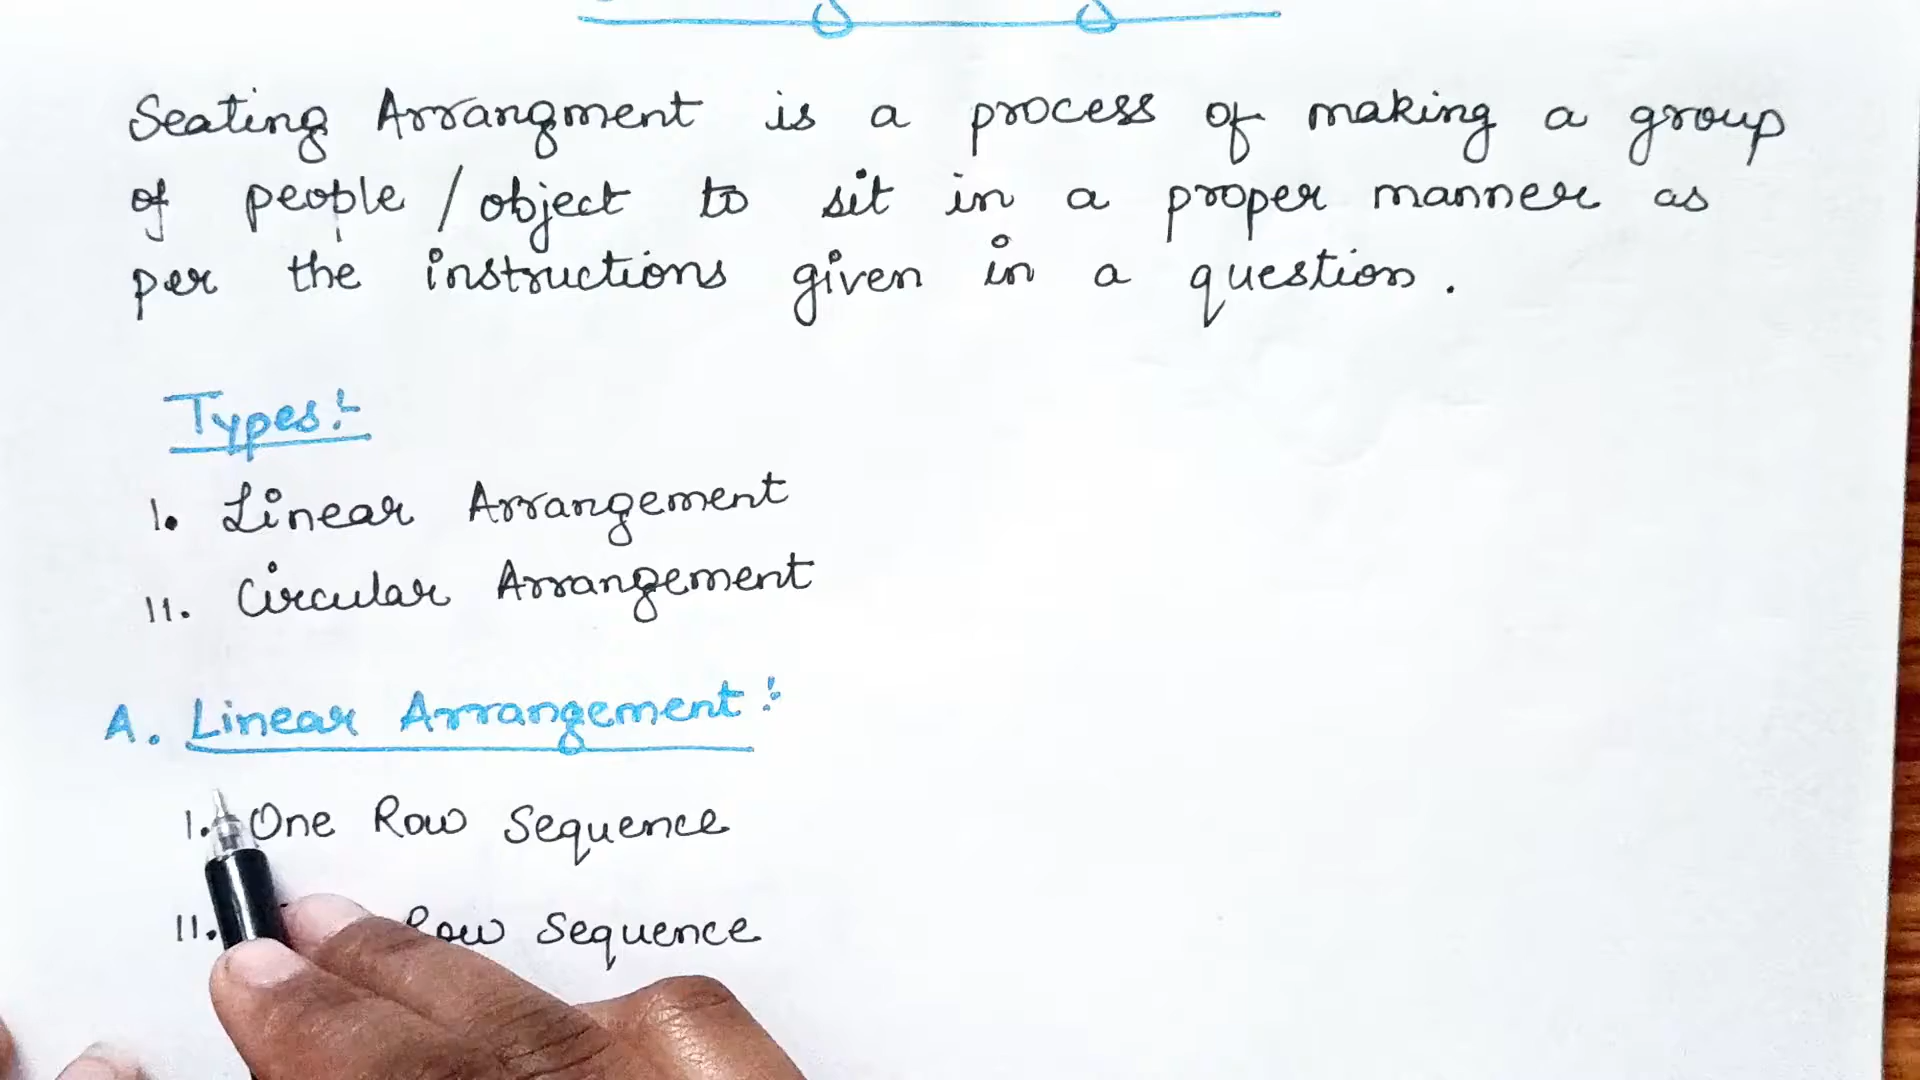 Seating Arrangment is a process of making a group
of people / object to sit in a proper manner as
per the instructions given in a question.
Types:-
I. Linear Arrangement
II. Circular Arrangement
A. Linear Arrangement:-
I. One Row Sequence
II. Row Sequence